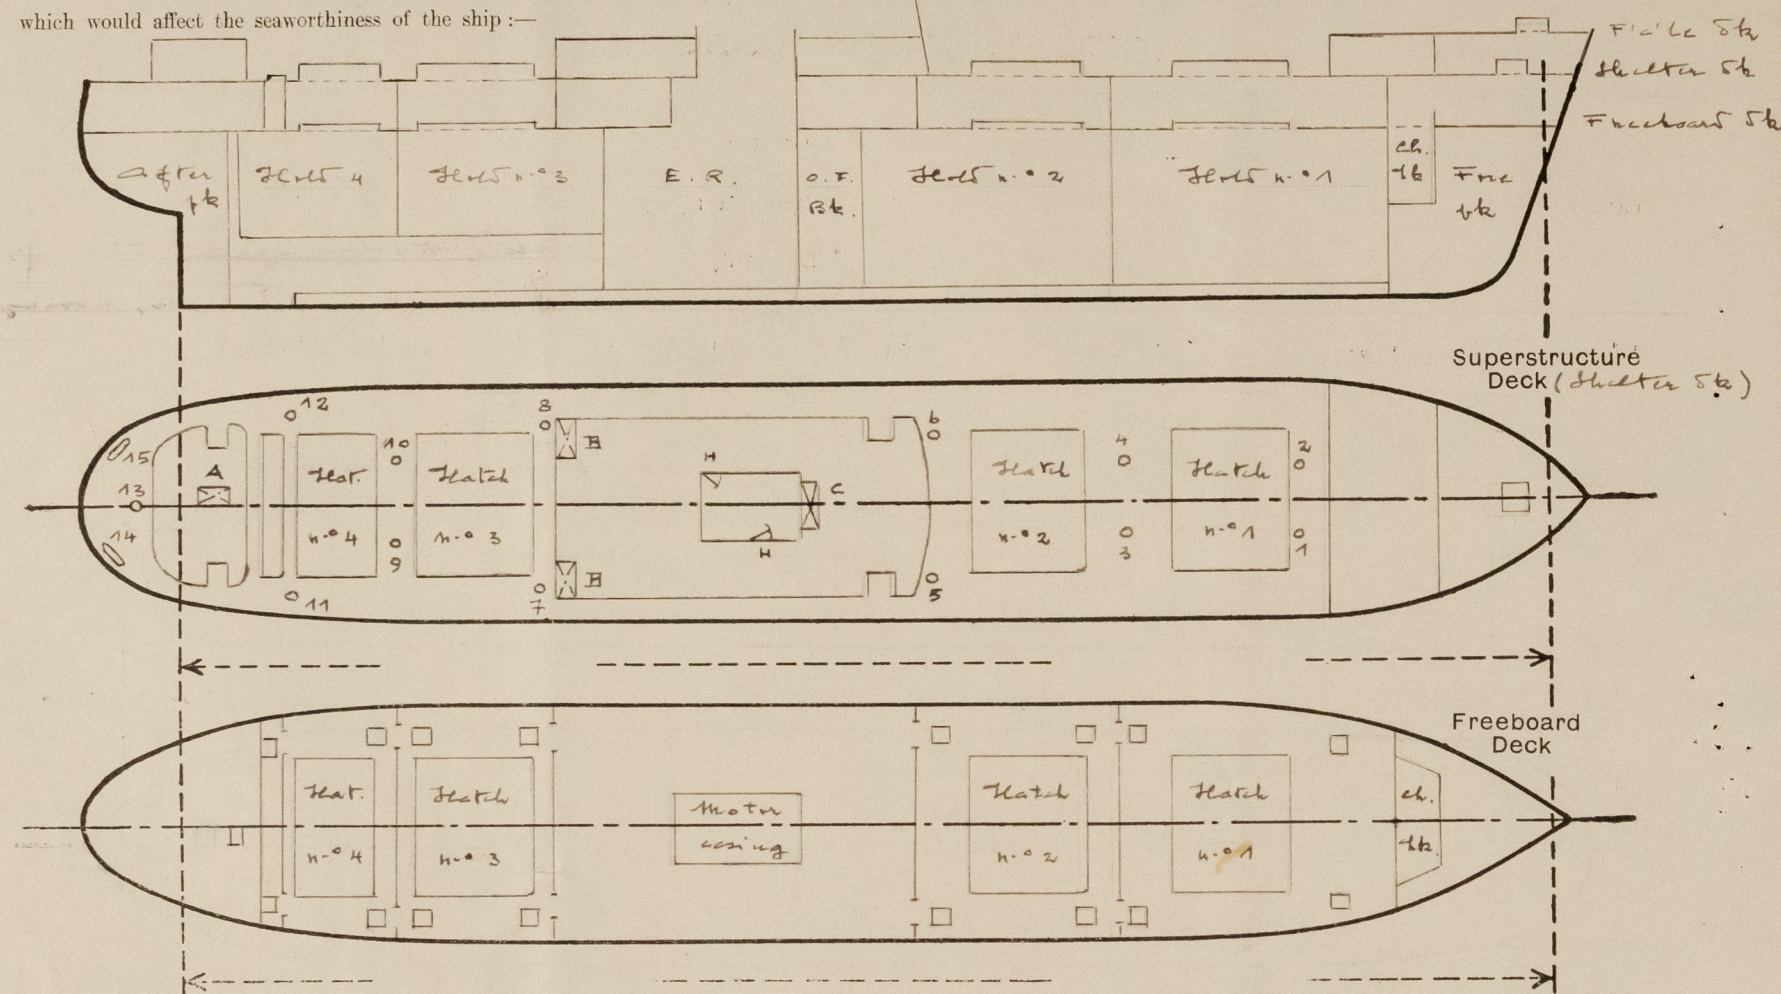 which would affect the seaworthiness of the ship :—
F'c'le dk
Shelter dk
Freeboard dk
After pk
Hold 4
Hold n.° 3
E. R.
O. F. Bk.
Hold n.° 2
Hold n.° 1
ch. lk
Fore pk
Superstructure
Deck (Shelter dk)
12
8
6
15
10
B
4
2
A
Hat.
Hatch
H
C
Hatch
Hatch
13
14
n.° 4
n.° 3
n.° 2
n.° 1
9
H
3
1
11
7
B
5
Freeboard
Deck
Hat.
Hatch
Motor
Hatch
Hatch
ch.
n.° 4
n.° 3
casing
n.° 2
n.° 1
lk.